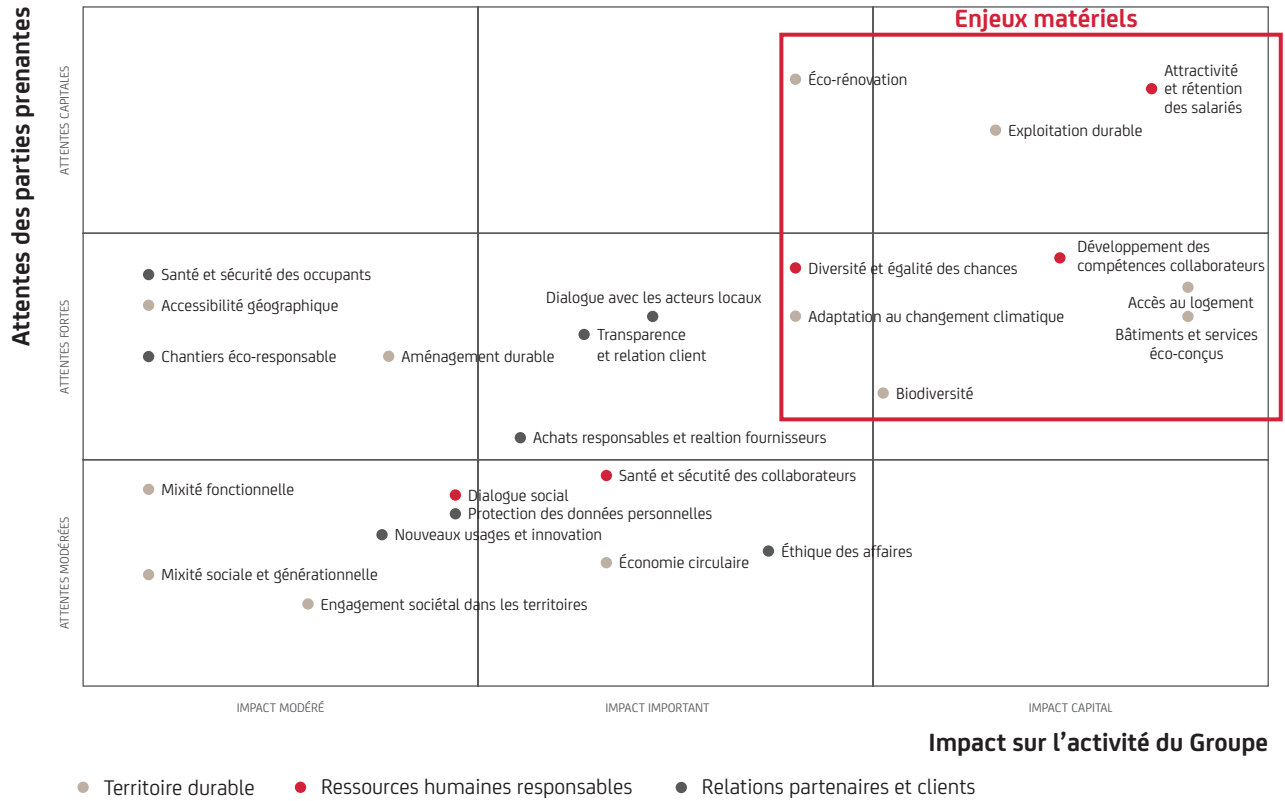 Enjeux matériels
Attentes des parties prenantes
ATTENTES CAPITALES
Éco-rénovation
Attractivité
et rétention
des salariés
Exploitation durable
ATTENTES FORTES
Santé et sécurité des occupants
Accessibilité géographique
Chantiers éco-responsable
Aménagement durable
Dialogue avec les acteurs locaux
Transparence
et relation client
Achats responsables et realtion fournisseurs
Diversité et égalité des chances
Adaptation au changement climatique
Développement des
compétences collaborateurs
Accès au logement
Bâtiments et services
éco-conçus
Biodiversité
ATTENTES MODÉRÉES
Mixité fonctionnelle
Dialogue social
Protection des données personnelles
Nouveaux usages et innovation
Mixité sociale et générationnelle
Engagement sociétal dans les territoires
Santé et sécutité des collaborateurs
Économie circulaire
Éthique des affaires
IMPACT MODÉRÉ
IMPACT IMPORTANT
IMPACT CAPITAL
Impact sur l’activité du Groupe
Territoire durable
Ressources humaines responsables
Relations partenaires et clients